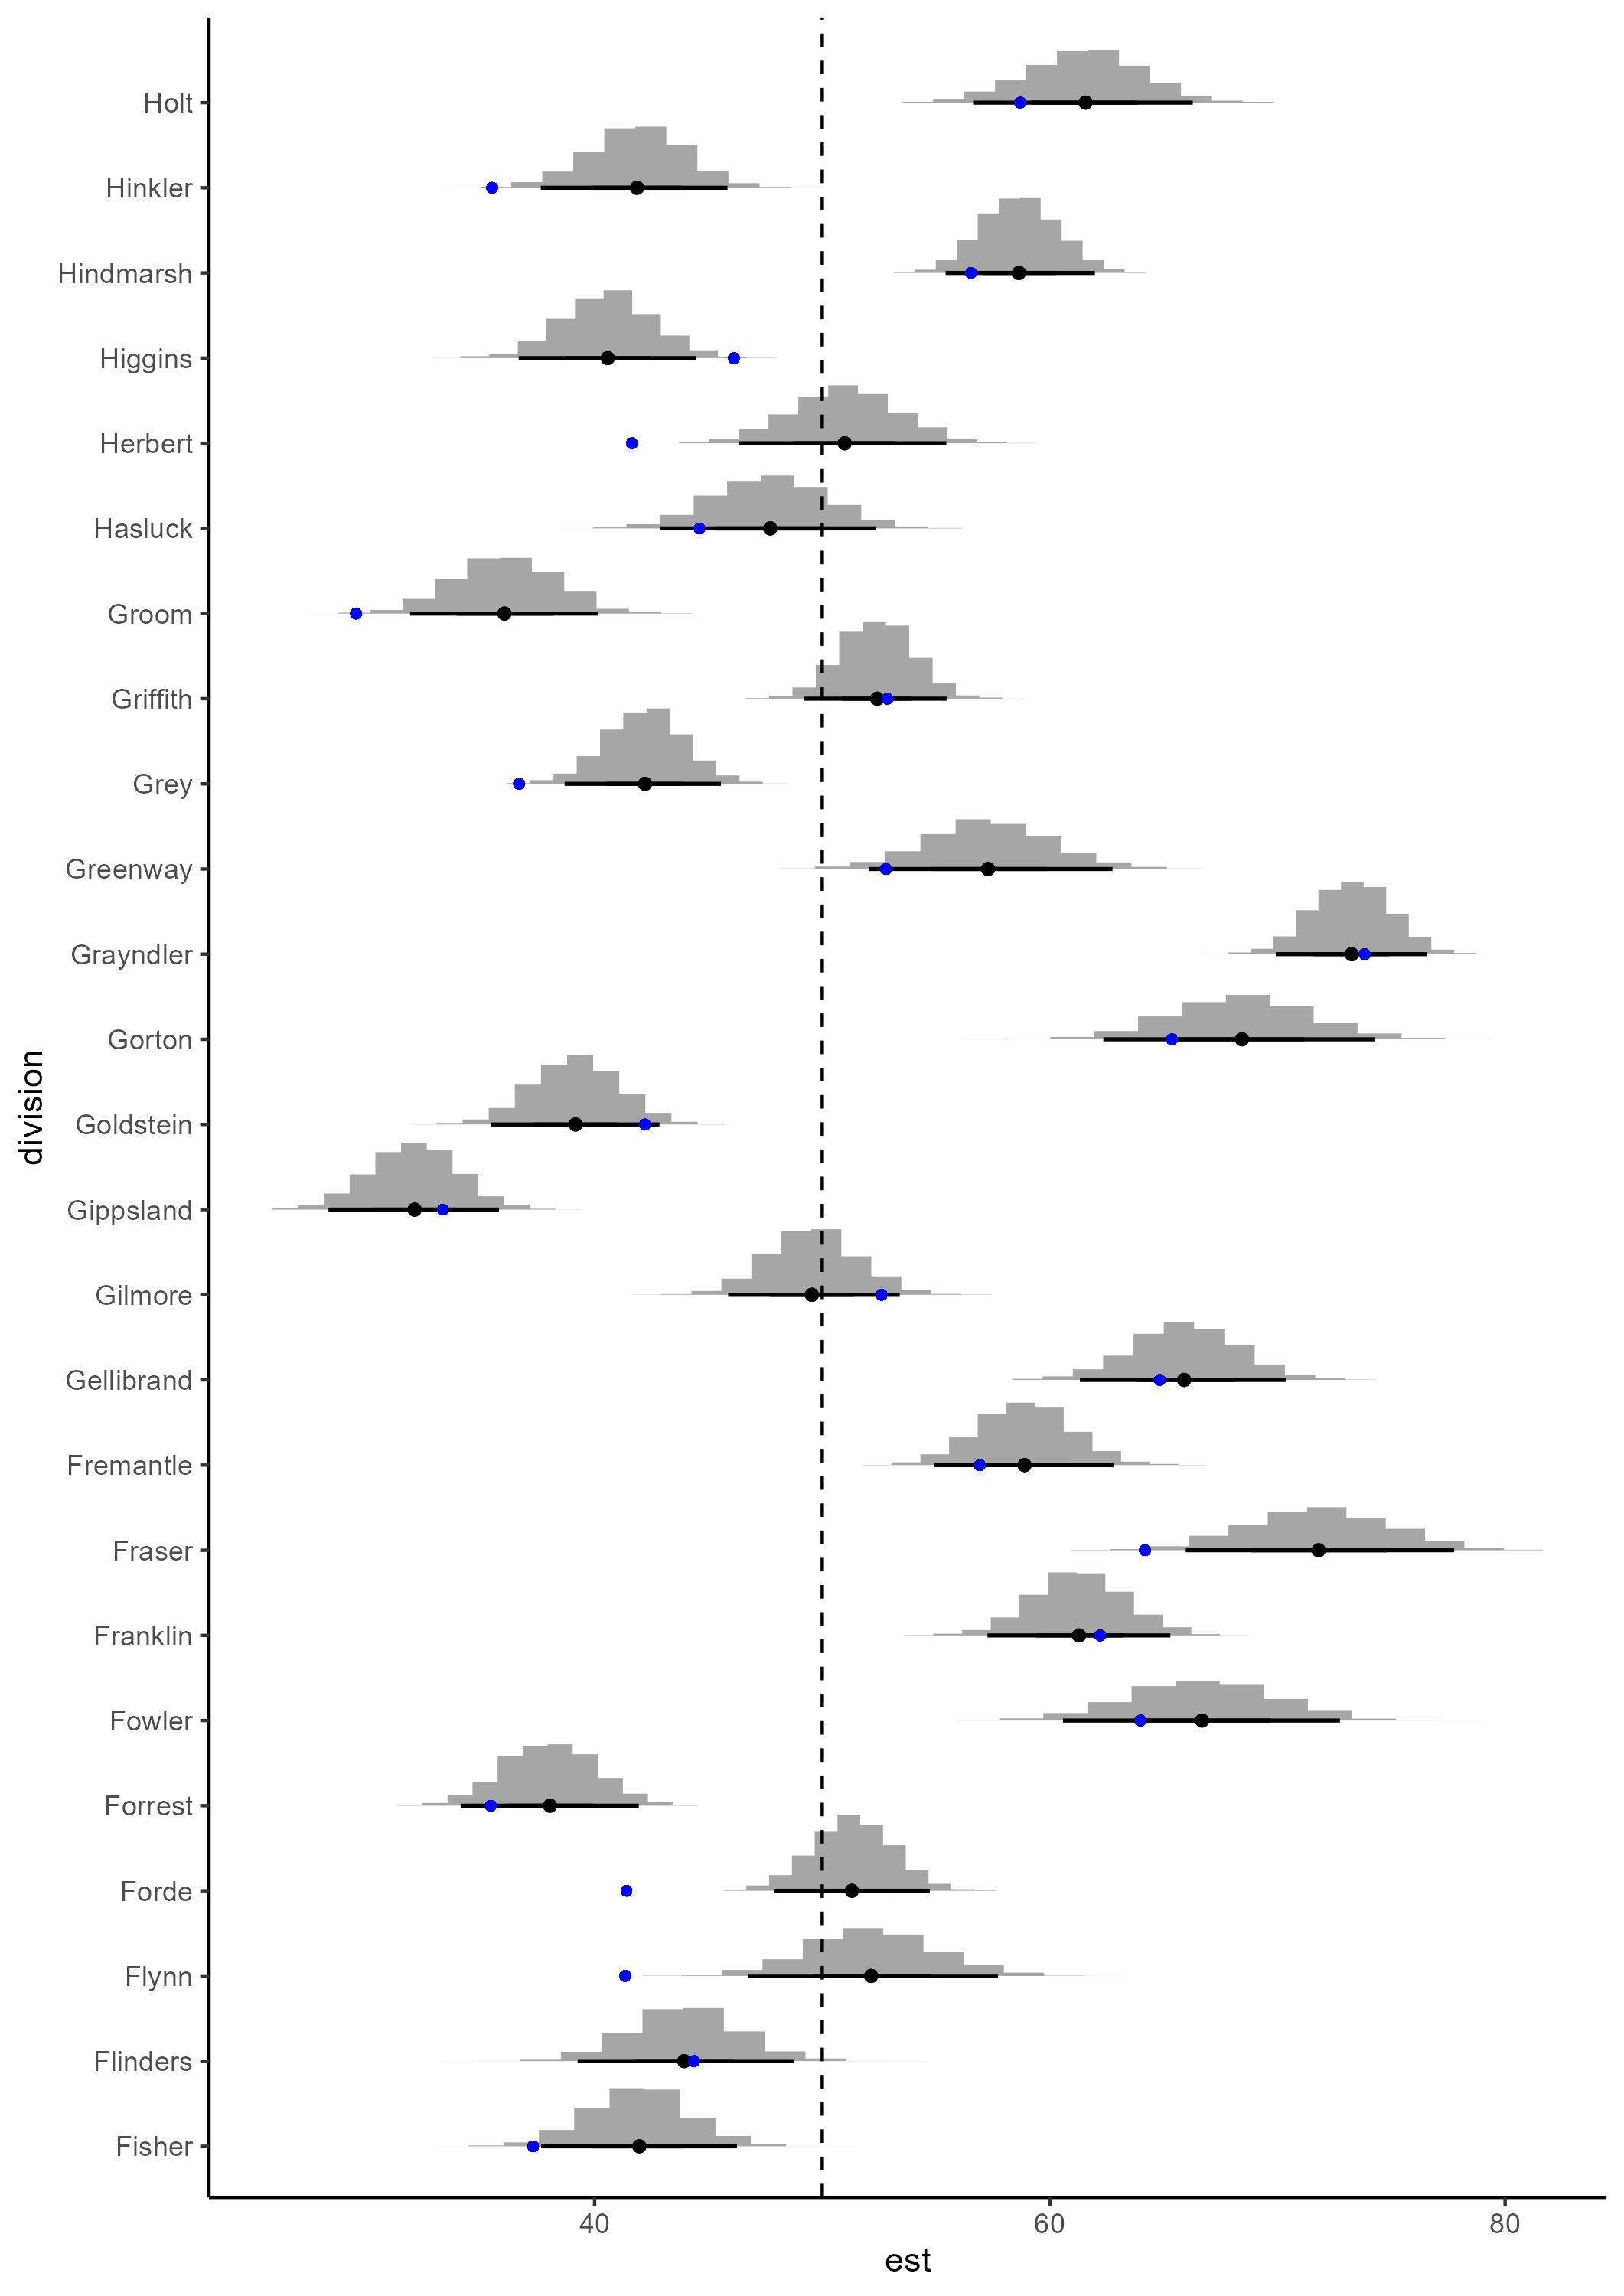 Holt
Hinkler
Hindmarsh
Higgins
Herbert
Hasluck
Groom
Griffith
Grey
Greenway
Grayndler
Gorton
Goldstein
Gippsland
Gilmore
Gellibrand
Fremantle
Fraser
Franklin
Fowler
Forrest
Forde
Flynn
Flinders
Fisher
division
40 60 80
est